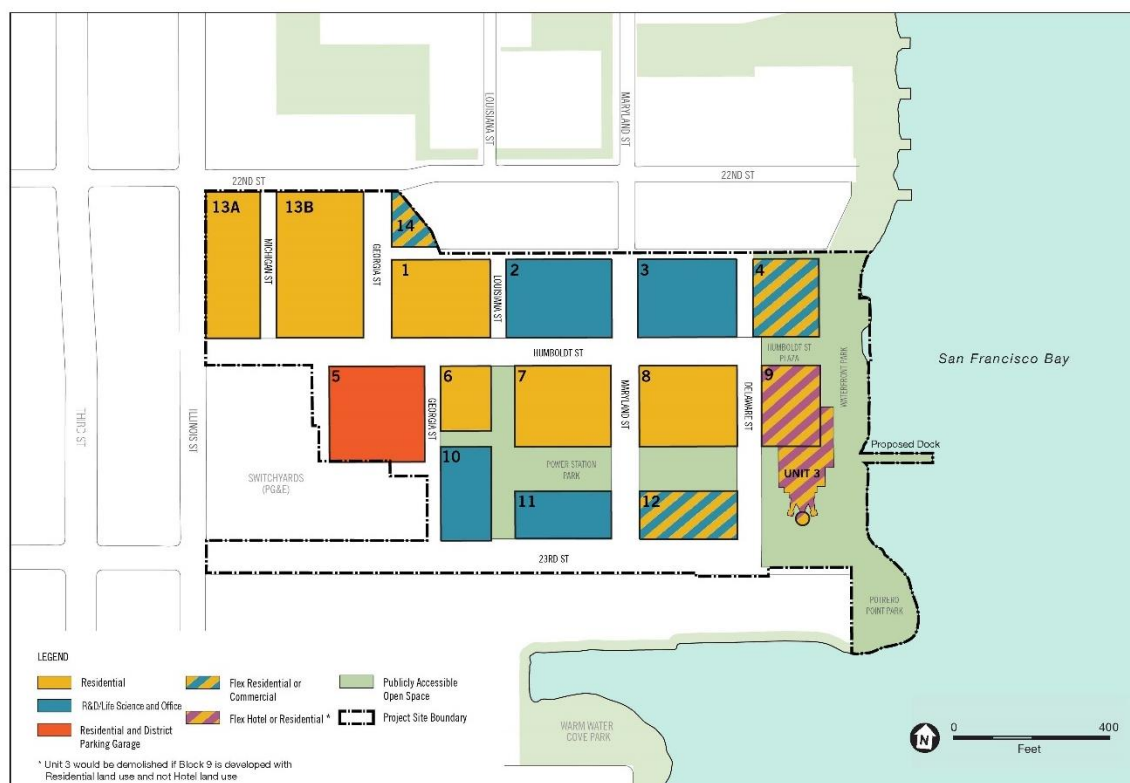 LOUISIANA ST
MARYLAND ST
22ND ST
22ND ST
13A
13B
14
MICHIGAN ST
GEORGIA ST
1
LOUISIANA ST
2
3
4
HUMBOLDT ST
HUMBOLDT ST
PLAZA
WATERFRONT PARK
San Francisco Bay
THIRD ST
ILLINOIS ST
5
GEORGIA ST
6
7
MARYLAND ST
8
DELAWARE ST
9
Proposed Dock
SWITCHYARDS
(PG&E)
10
POWER STATION
PARK
UNIT 3
11
12
23RD ST
POTRERO
POINT PARK
WARM WATER
COVE PARK
LEGEND
Residential
R&D/Life Science and Office
Residential and District
Parking Garage
Flex Residential or
Commercial
Flex Hotel or Residential *
Publicly Accessible
Open Space
Project Site Boundary
* Unit 3 would be demolished if Block 9 is developed with
Residential land use and not Hotel land use
N
0
400
Feet